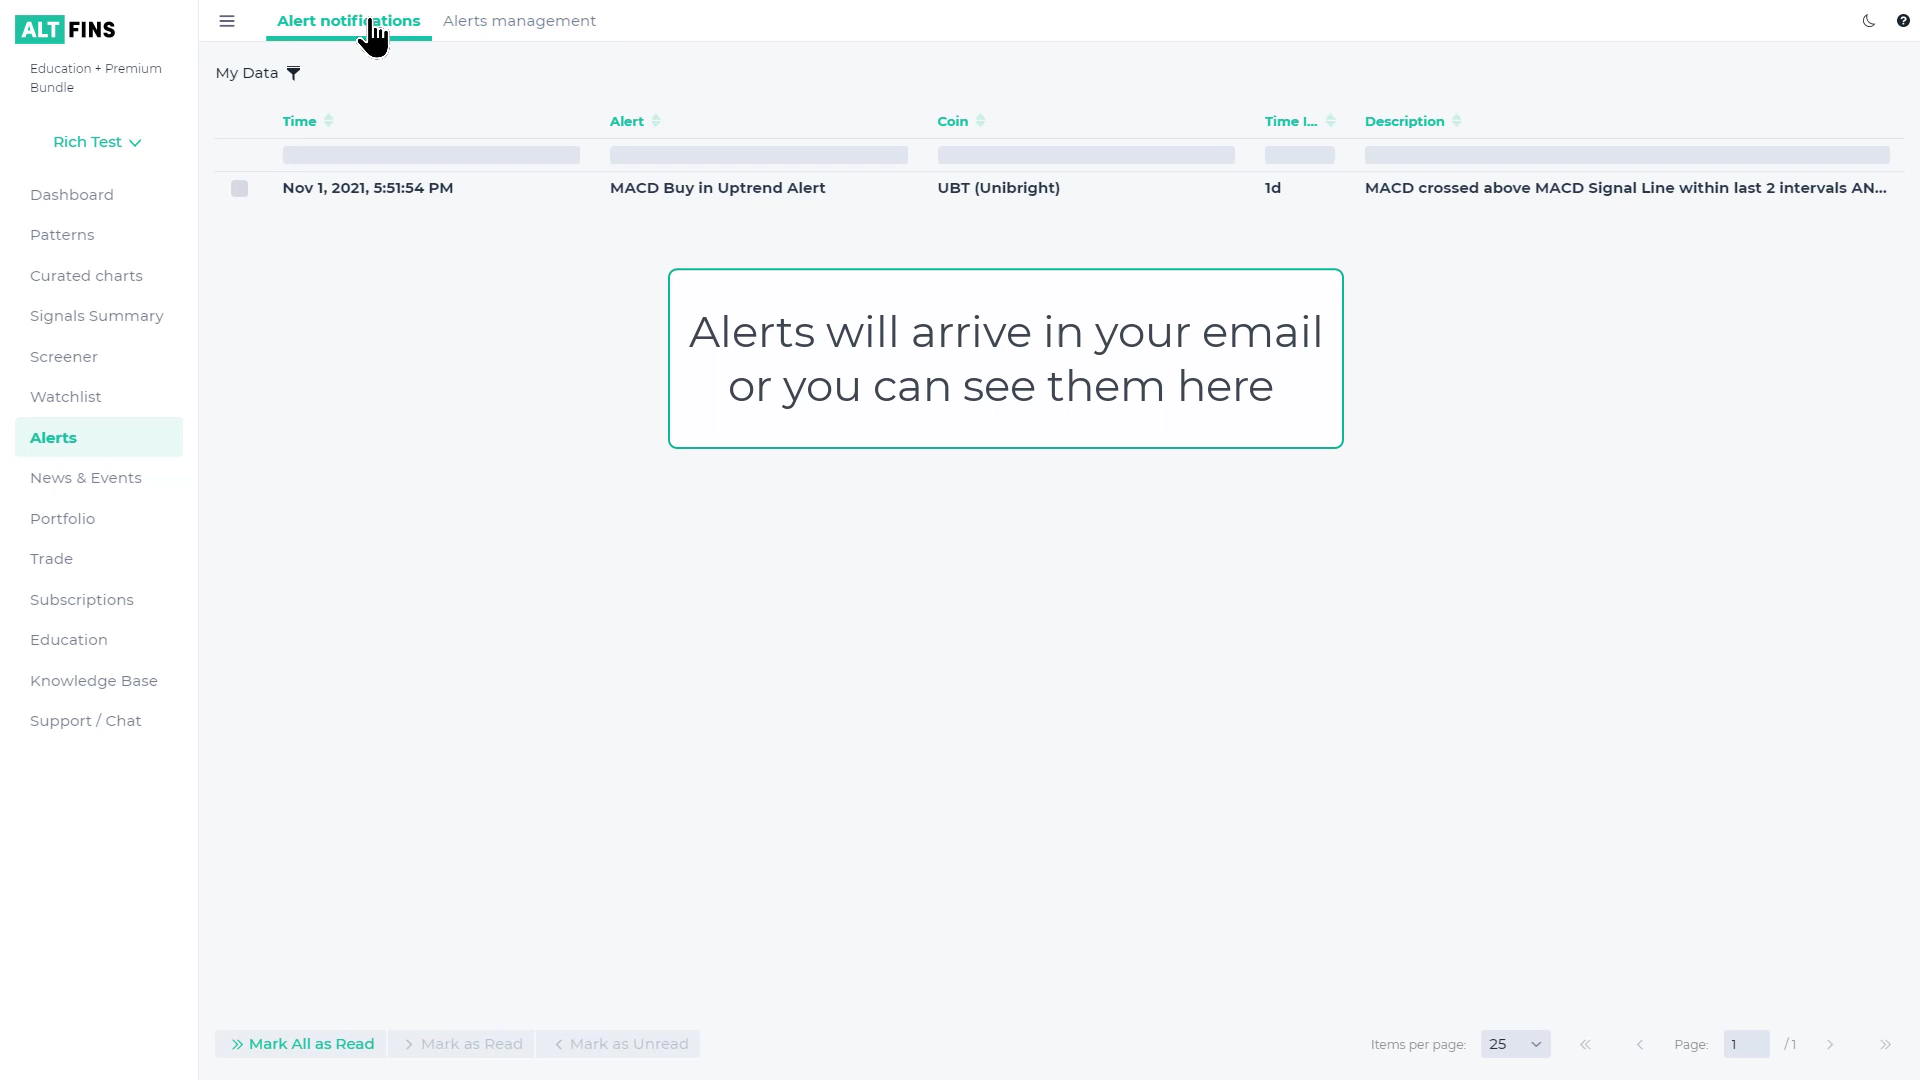 ALT FINS
Education + Premium
Bundle
Rich Test
Dashboard
Patterns
Curated charts
Signals Summary
Screener
Watchlist
Alerts
News & Events
Portfolio
Trade
Subscriptions
Education
Knowledge Base
Support / Chat
Alert notifications Alerts management
My Data
Time Alert Coin Time I... Description
Nov 1, 2021, 5:51:54 PM MACD Buy in Uptrend Alert UBT (Unibright) 1d MACD crossed above MACD Signal Line within last 2 intervals AN...
Alerts will arrive in your email
or you can see them here
Mark All as Read Mark as Read Mark as Unread Items per page: 25 Page: 1 / 1